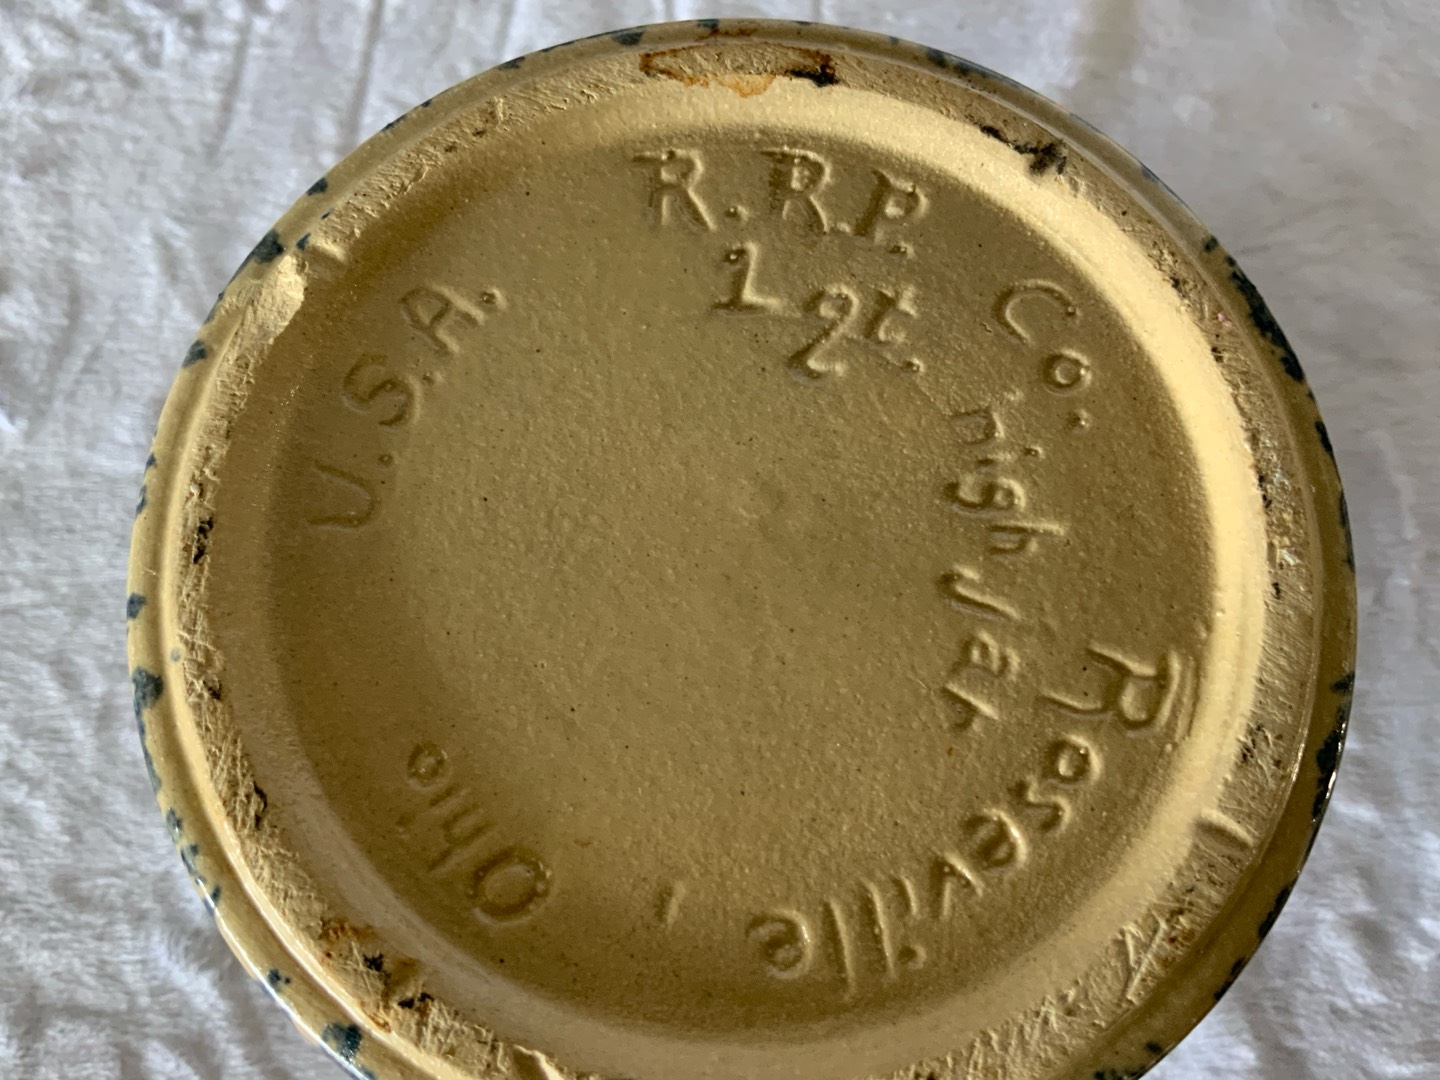 R.R.P. Co. Roseville, Ohio U.S.A.
1 qt. high Jar